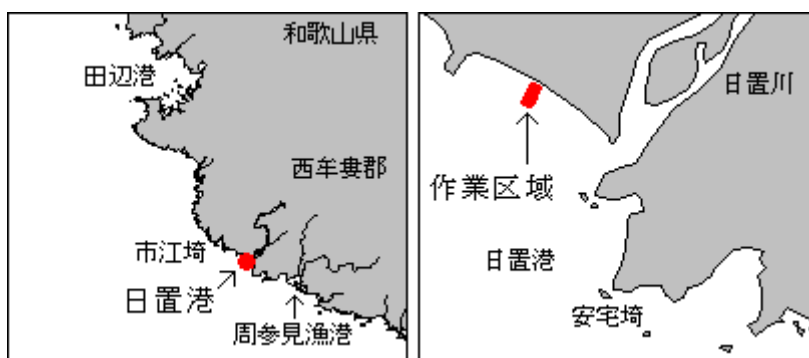 和歌山県
田辺港
西牟婁郡
市江埼
日置港
周参見漁港
日置川
作業区域
日置港
安宅埼